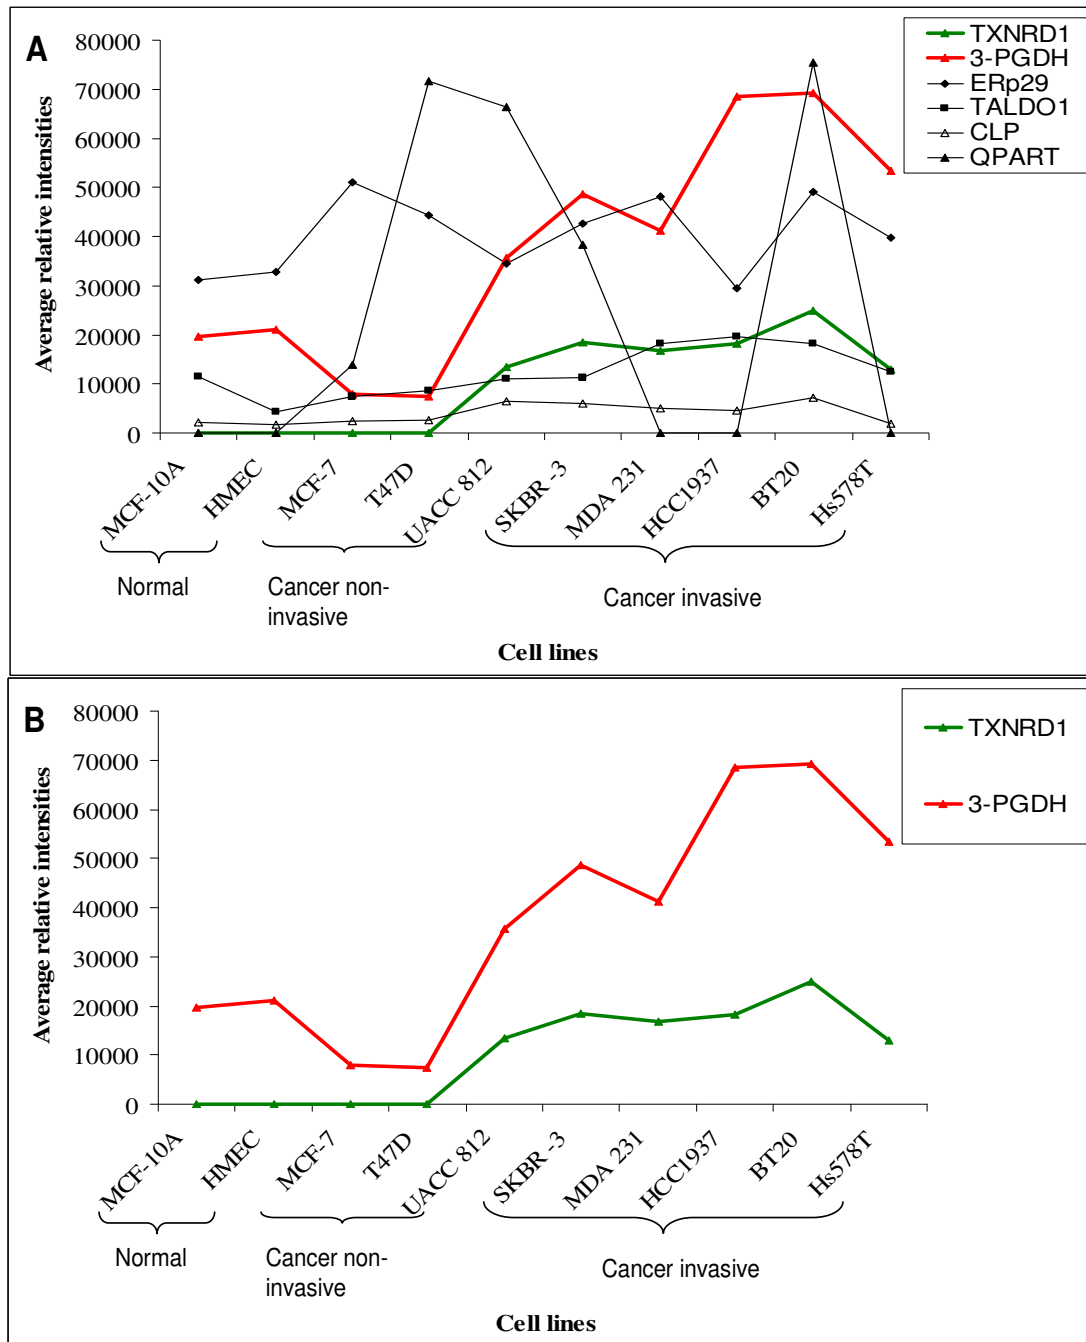 A
80000
70000
60000
50000
40000
30000
20000
10000
0
Average relative intensities
TXNRD1
3-PGDH
ERp29
TALDO1
CLP
QPART
MCF-10A
HMEC
MCF-7
T47D
UACC 812
SKBR -3
MDA 231
HCC1937
BT20
Hs578T
Normal
Cancer non-
invasive
Cancer invasive
Cell lines
B
80000
70000
60000
50000
40000
30000
20000
10000
0
Average relative intensities
TXNRD1
3-PGDH
MCF-10A
HMEC
MCF-7
T47D
UACC 812
SKBR -3
MDA 231
HCC1937
BT20
Hs578T
Normal
Cancer non-
invasive
Cancer invasive
Cell lines